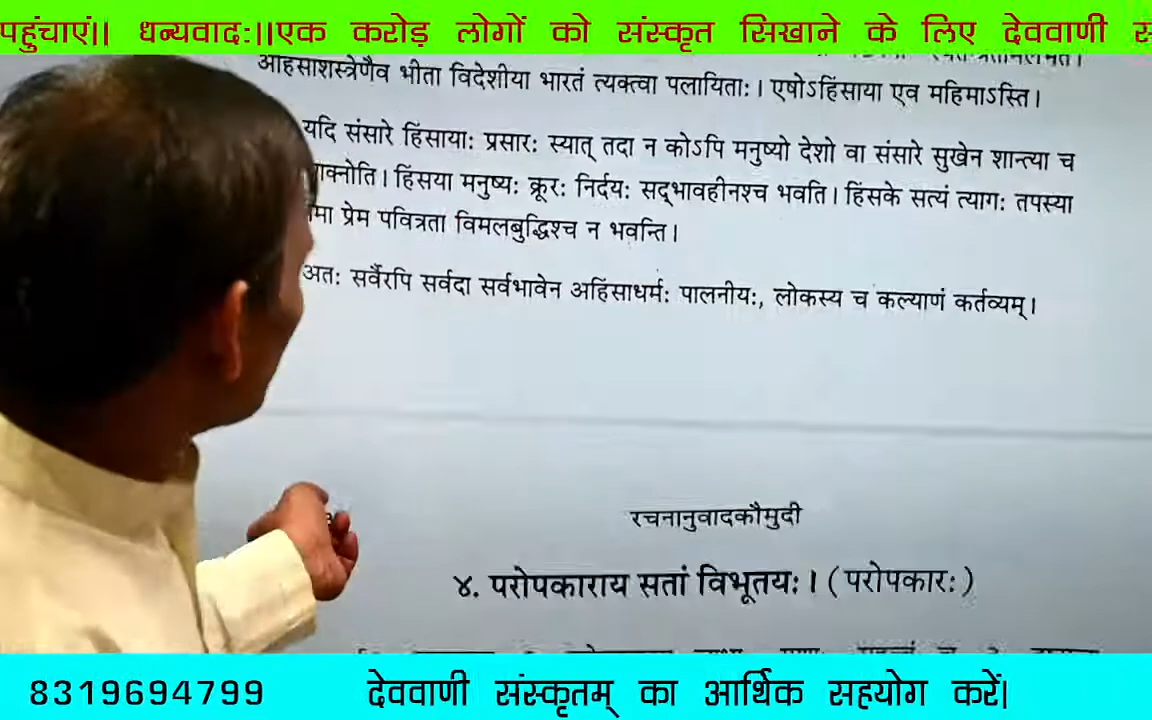 पहुंचाएं|| धन्यवादः||एक करोड़ लोगों को संस्कृत सिखाने के लिए देववाणी
अहिंसाशस्त्रेणैव भीता विदेशीया भारतं त्यक्त्वा पलायिताः। एषोऽहिंसाया एव महिमाऽस्ति।
यदि संसारे हिंसायाः प्रसारः स्यात् तदा न कोऽपि मनुष्यो देशो वा संसारे सुखेन शान्त्या च
हिंसया मनुष्यः क्रूरः निर्दयः सद्भावहीनश्च भवति। हिंसके सत्यं त्यागः तपस्या
प्रेम पवित्रता विमलबुद्धिश्च न भवन्ति।
अतः सर्वैरपि सर्वदा सर्वभावेन अहिंसाधर्मः पालनीयः, लोकस्य च कल्याणं कर्तव्यम्।
रचनानुवादकौमुदी
४. परोपकाराय सतां विभूतयः। (परोपकारः)
8319694799 देववाणी संस्कृतम् का आर्थिक सहयोग करें|